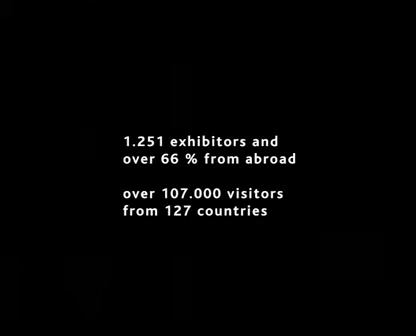 1.251 exhibitors and
over 66 % from abroad
over 107.000 visitors
from 127 countries